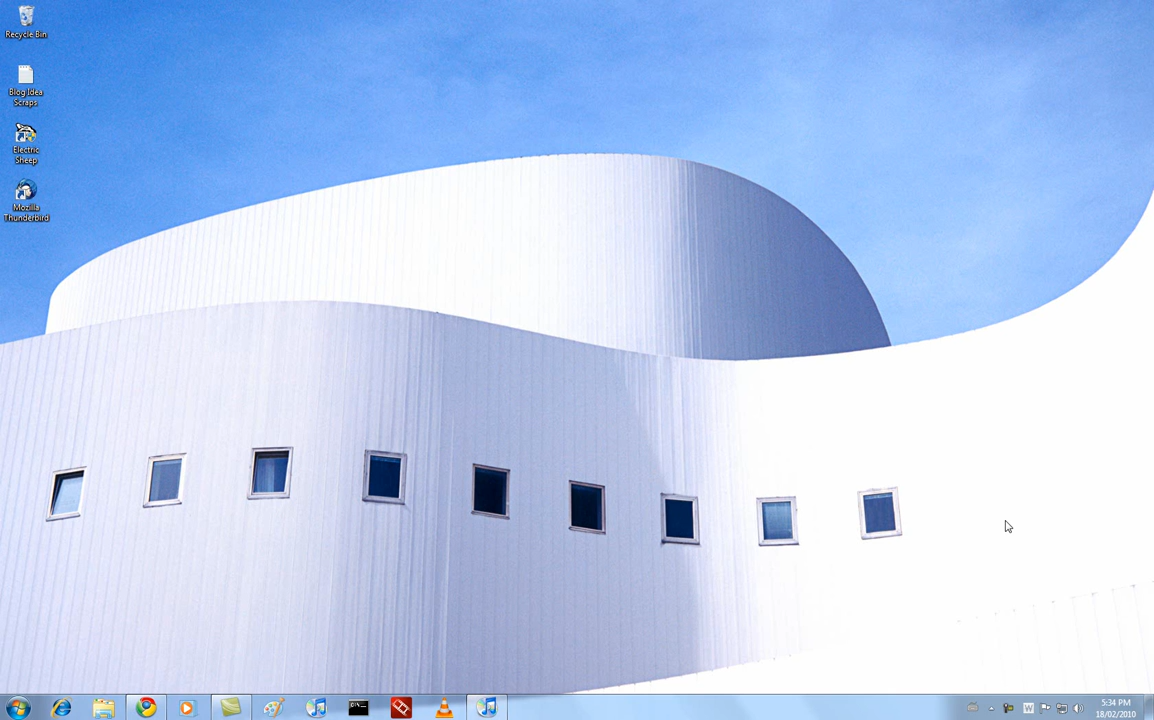 Recycle Bin
Blog Idea
Scraps
Electric
Sheep
Mozilla
Thunderbird
C:\.
W
5:34 PM
18/02/2010